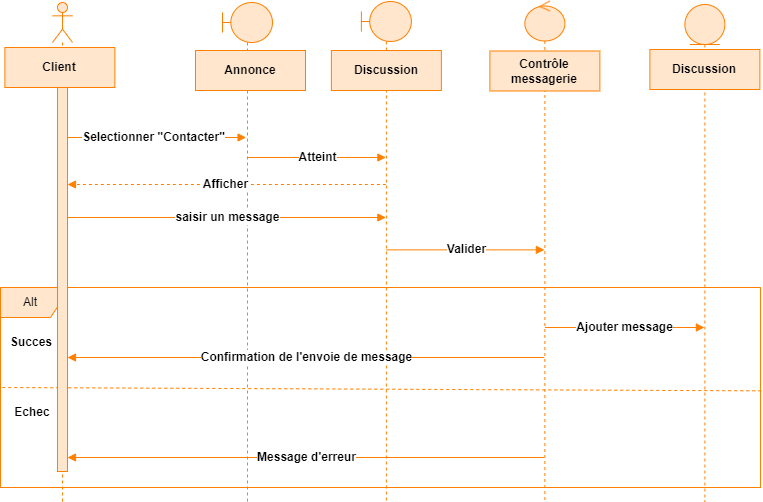 Client
Annonce
Discussion
Contrôle
messagerie
Discussion
Selectionner "Contacter"
Atteint
Afficher
saisir un message
Valider
Alt
Ajouter message
Succes
Confirmation de l'envoie de message
Echec
Message d'erreur